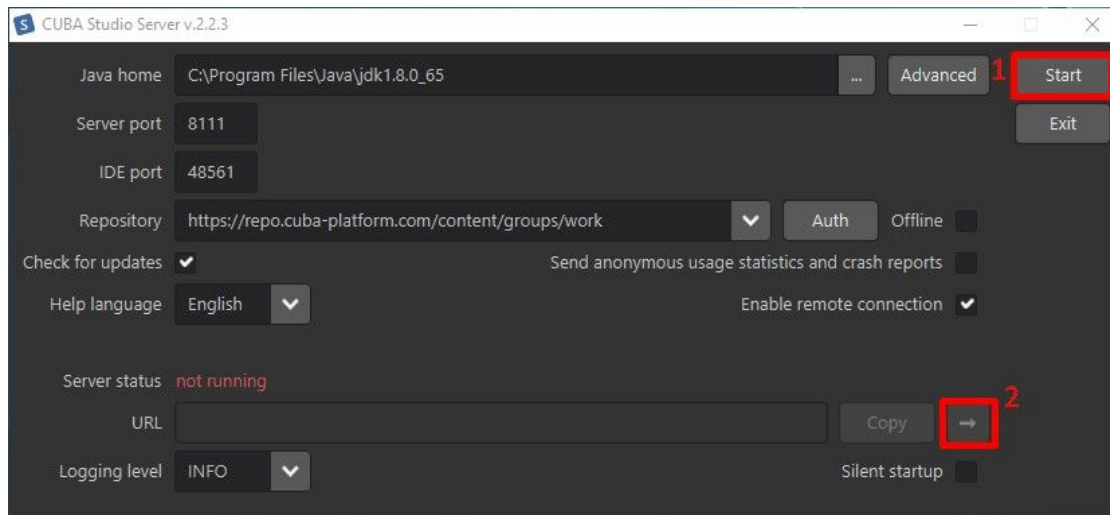 CUBA Studio Server v.2.2.3
Java home C:\Program Files\Java\jdk1.8.0_65 ... Advanced 1 Start
Server port 8111 Exit
IDE port 48561
Repository https://repo.cuba-platform.com/content/groups/work Auth Offline
Check for updates Send anonymous usage statistics and crash reports
Help language English Enable remote connection
Server status not running
URL Copy → 2
Logging level INFO Silent startup